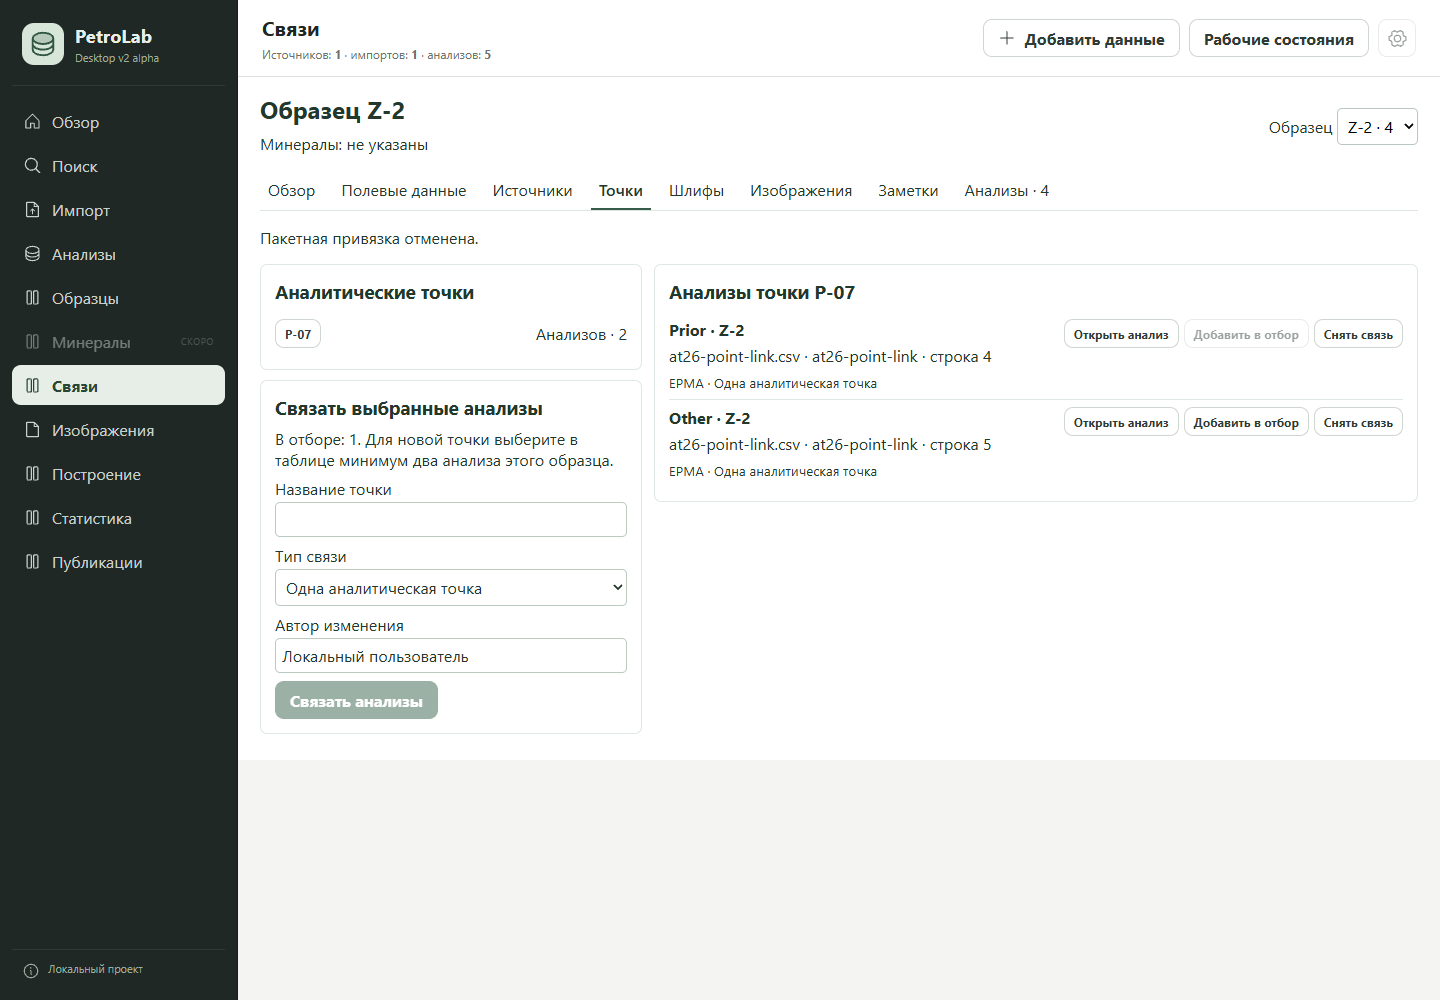 PetroLab
Desktop v2 alpha
Обзор
Поиск
Импорт
Анализы
Образцы
Минералы СКОРО
Связи
Изображения
Построение
Статистика
Публикации
Локальный проект
Связи
Источников: 1 · импортов: 1 · анализов: 5
Добавить данные
Рабочие состояния
Образец Z-2
Минералы: не указаны
Образец Z-2 · 4
Обзор Полевые данные Источники Точки Шлифы Изображения Заметки Анализы · 4
Пакетная привязка отменена.
Аналитические точки
P-07 Анализов · 2
Связать выбранные анализы
В отборе: 1. Для новой точки выберите в
таблице минимум два анализа этого образца.
Название точки
Тип связи
Одна аналитическая точка
Автор изменения
Локальный пользователь
Связать анализы
Анализы точки P-07
Prior · Z-2
at26-point-link.csv · at26-point-link · строка 4
EPMA · Одна аналитическая точка
Открыть анализ Добавить в отбор Снять связь
Other · Z-2
at26-point-link.csv · at26-point-link · строка 5
EPMA · Одна аналитическая точка
Открыть анализ Добавить в отбор Снять связь